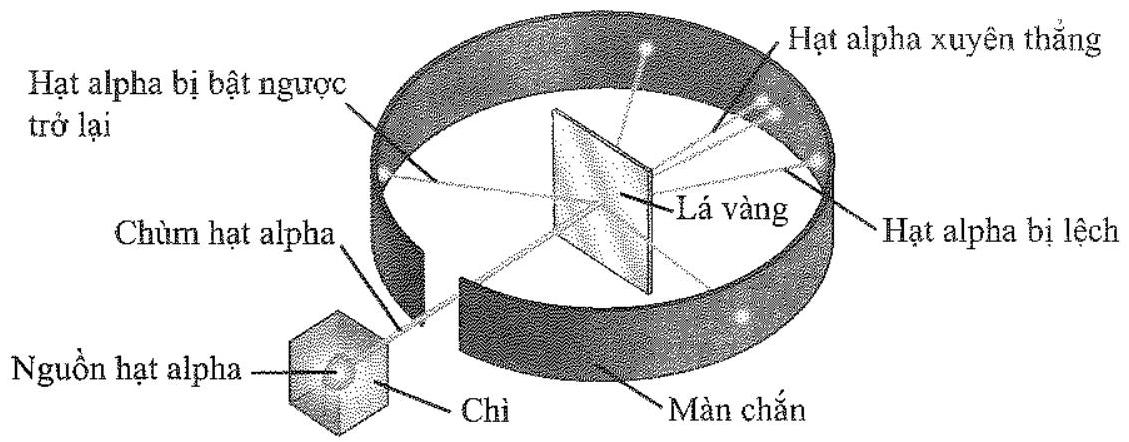 Hạt alpha xuyên thẳng
Hạt alpha bị bật ngược
trở lại
Lá vàng
Chùm hạt alpha
Hạt alpha bị lệch
Nguồn hạt alpha
Chì
Màn chắn